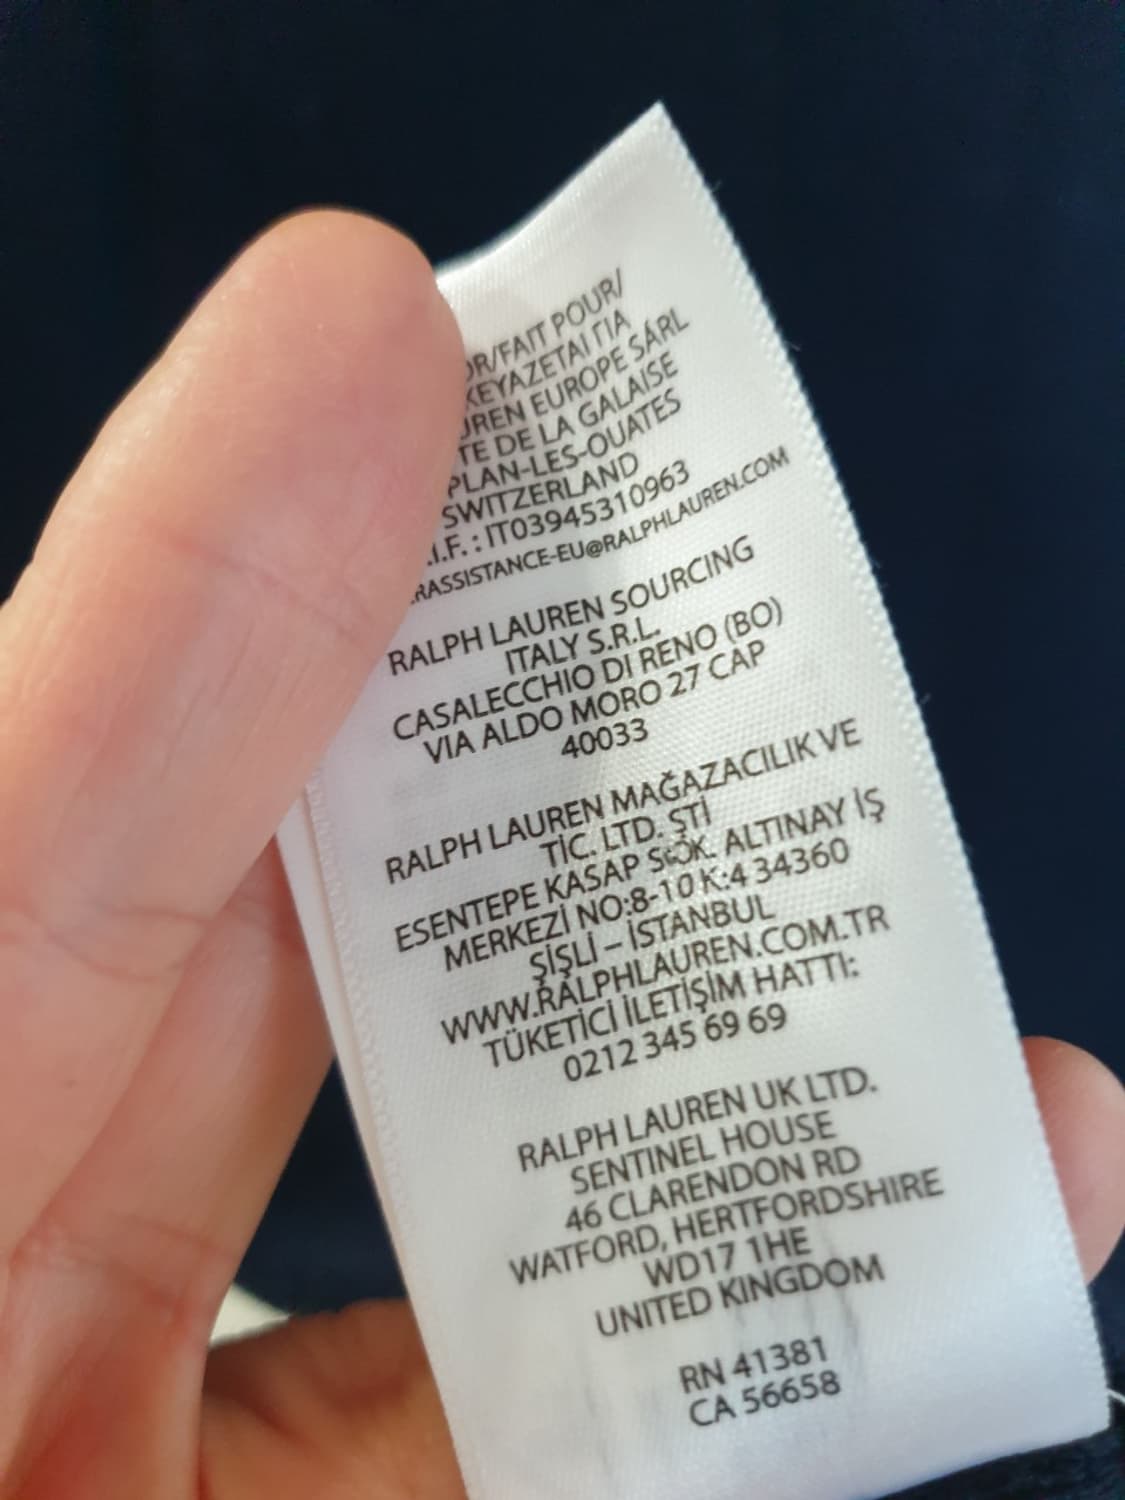 OR/FAIT POUR/
ΚΕΥΑΖΕΤΑΙ ΓΙΑ
UREN EUROPE SÁRL
TE DE LA GALAISE
PLAN-LES-OUATES
SWITZERLAND
.I.F. : IT03945310963
RASSISTANCE-EU@RALPHLAUREN.COM
RALPH LAUREN SOURCING
ITALY S.R.L.
CASALECCHIO DI RENO (BO)
VIA ALDO MORO 27 CAP
40033
RALPH LAUREN MAĞAZACILIK VE
TİC. LTD. ŞTİ
ESENTEPE KASAP SOK. ALTINAY İŞ
MERKEZİ NO:8-10 K:4 34360
ŞİŞLİ – İSTANBUL
WWW.RALPHLAUREN.COM.TR
TÜKETİCİ İLETİŞİM HATTI:
0212 345 69 69
RALPH LAUREN UK LTD.
SENTINEL HOUSE
46 CLARENDON RD
WATFORD, HERTFORDSHIRE
WD17 1HE
UNITED KINGDOM
RN 41381
CA 56658